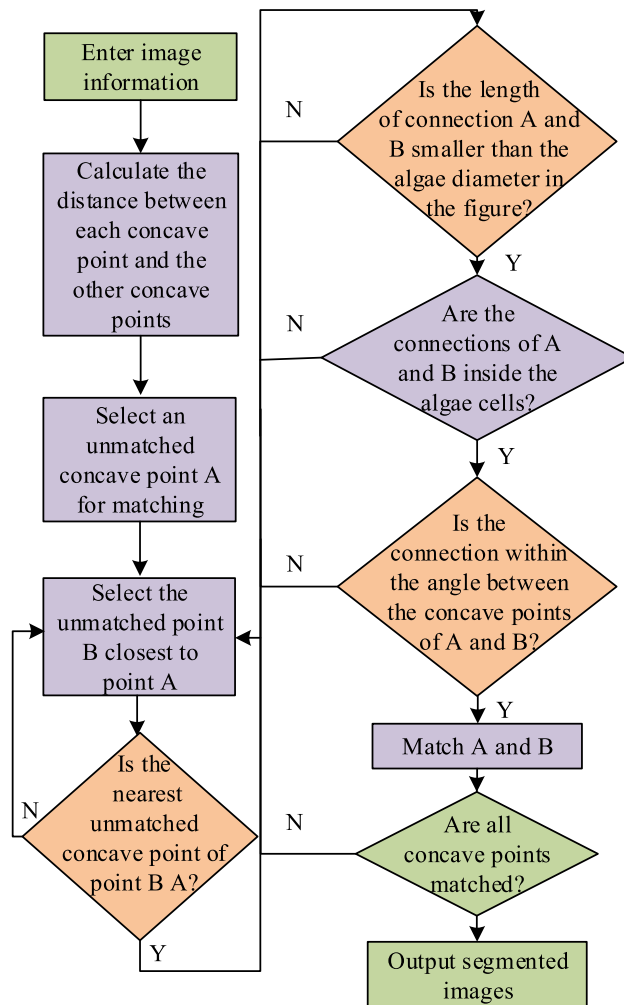 Enter image
information
Calculate the
distance between
each concave
point and the
other concave
points
Select an
unmatched
concave point A
for matching
Select the
unmatched point
B closest to
point A
Is the
nearest
unmatched
concave point of
point B A?
N
Y
Is the length
of connection A and
B smaller than the
algae diameter in
the figure?
N
Y
Are the
connections of A
and B inside the
algae cells?
N
Y
Is the
connection within
the angle between
the concave points
of A and B?
N
Y
Match A and B
Are all
concave points
matched?
N
Output segmented
images